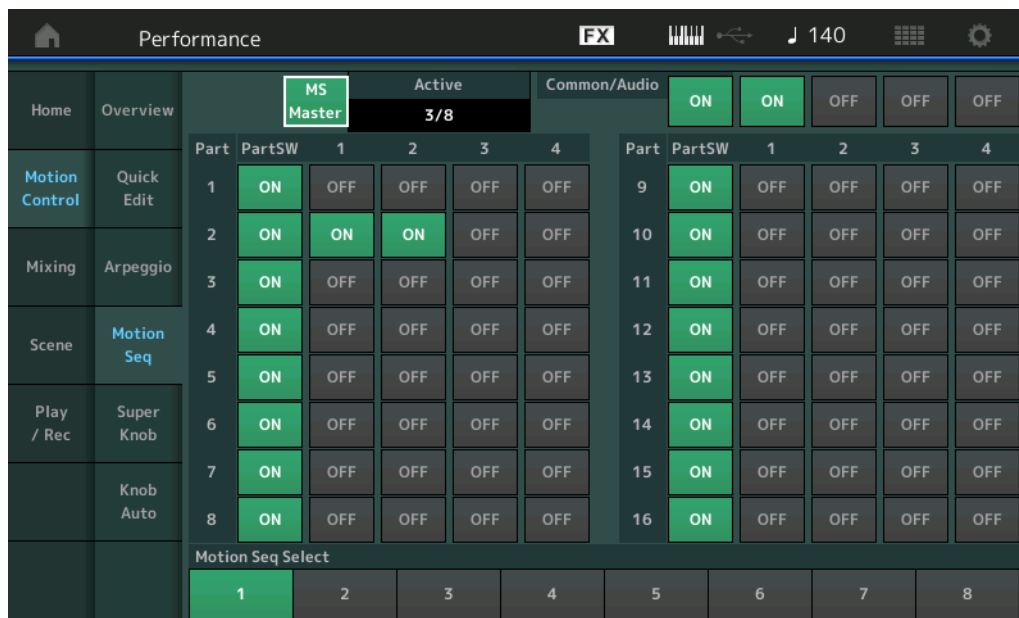 Performance FX 140
MS Master Active 3/8 Common/Audio ON ON OFF OFF OFF
Home Overview
Part PartSW 1 2 3 4 Part PartSW 1 2 3 4
Motion Control Quick Edit
1 ON OFF OFF OFF OFF 9 ON OFF OFF OFF OFF
2 ON ON ON OFF OFF 10 ON OFF OFF OFF OFF
Mixing Arpeggio
3 ON OFF OFF OFF OFF 11 ON OFF OFF OFF OFF
Scene Motion Seq
4 ON OFF OFF OFF OFF 12 ON OFF OFF OFF OFF
5 ON OFF OFF OFF OFF 13 ON OFF OFF OFF OFF
Play / Rec Super Knob
6 ON OFF OFF OFF OFF 14 ON OFF OFF OFF OFF
7 ON OFF OFF OFF OFF 15 ON OFF OFF OFF OFF
Knob Auto
8 ON OFF OFF OFF OFF 16 ON OFF OFF OFF OFF
Motion Seq Select
1 2 3 4 5 6 7 8